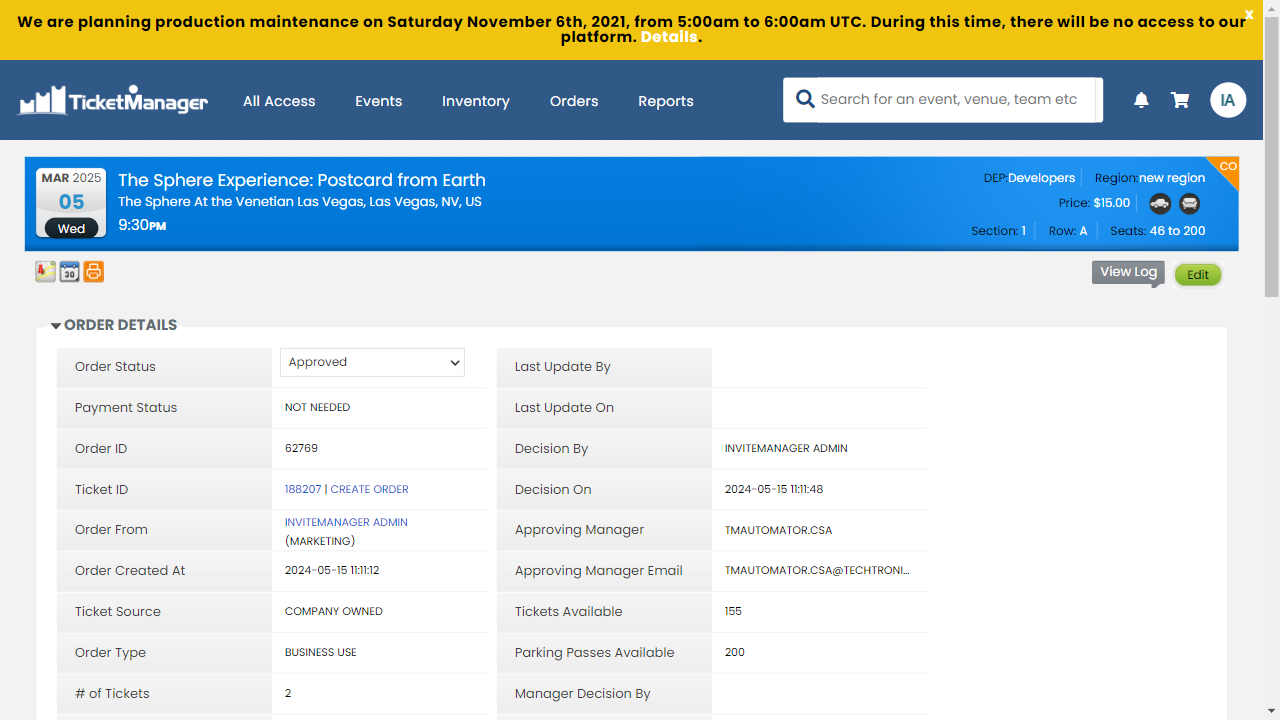 We are planning production maintenance on Saturday November 6th, 2021, from 5:00am to 6:00am UTC. During this time, there will be no access to our
platform. Details.
x
TicketManager
All Access
Events
Inventory
Orders
Reports
Search for an event, venue, team etc
IA
MAR 2025
05
Wed
The Sphere Experience: Postcard from Earth
The Sphere At the Venetian Las Vegas, Las Vegas, NV, US
9:30PM
DEP:Developers
Region:new region
CO
Price: $15.00
Section: 1
Row: A
Seats: 46 to 200
30
View Log
Edit
ORDER DETAILS
Order Status
Approved
Last Update By
Payment Status
NOT NEEDED
Last Update On
Order ID
62769
Decision By
INVITEMANAGER ADMIN
Ticket ID
188207 | CREATE ORDER
Decision On
2024-05-15 11:11:48
Order From
INVITEMANAGER ADMIN
(MARKETING)
Approving Manager
TMAUTOMATOR.CSA
Order Created At
2024-05-15 11:11:12
Approving Manager Email
TMAUTOMATOR.CSA@TECHTRONI...
Ticket Source
COMPANY OWNED
Tickets Available
155
Order Type
BUSINESS USE
Parking Passes Available
200
# of Tickets
2
Manager Decision By